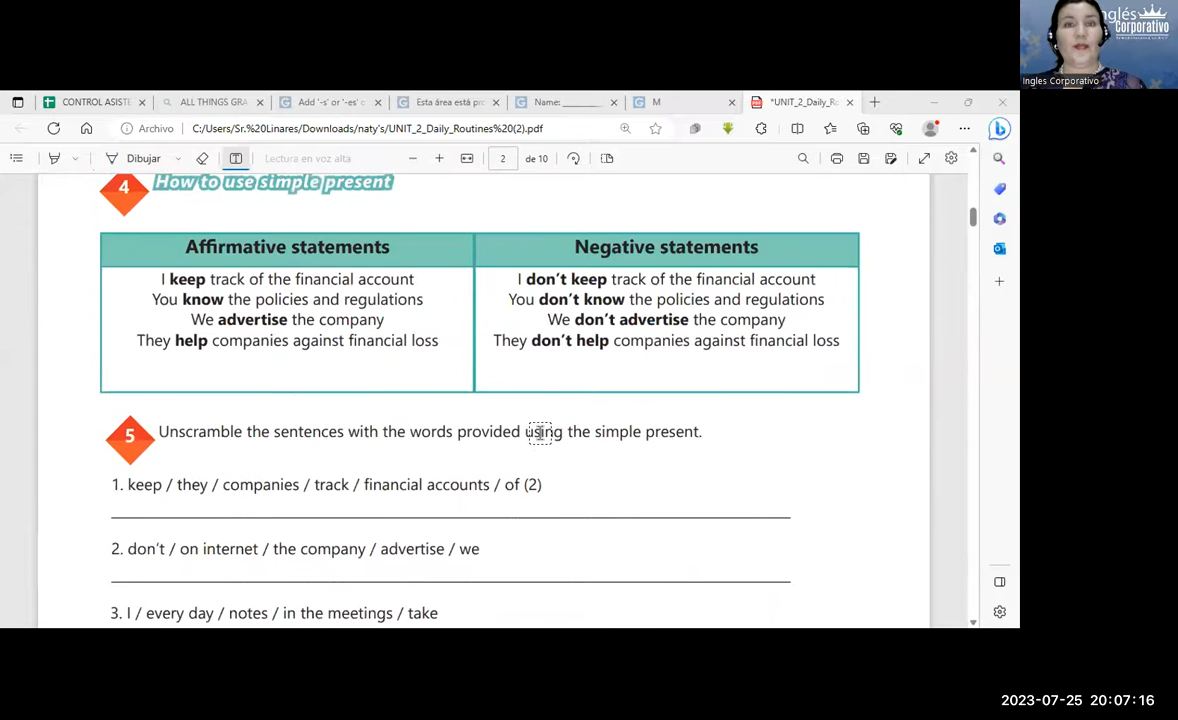 Inglés
Corporativo
Ingles Corporativo
CONTROL ASISTE
ALL THINGS GRA
Add '-s' or '-es' c
Esta área está pro
Name: ________
M
*UNIT_2_Daily_Ro
Archivo
C:/Users/Sr.%20Linares/Downloads/naty's/UNIT_2_Daily_Routines%20(2).pdf
Dibujar
Lectura en voz alta
2
de 10
4
How to use simple present
Affirmative statements
I keep track of the financial account
You know the policies and regulations
We advertise the company
They help companies against financial loss
Negative statements
I don't keep track of the financial account
You don't know the policies and regulations
We don't advertise the company
They don't help companies against financial loss
5
Unscramble the sentences with the words provided using the simple present.
1. keep / they / companies / track / financial accounts / of (2)
2. don't / on internet / the company / advertise / we
3. I / every day / notes / in the meetings / take
2023-07-25 20:07:16